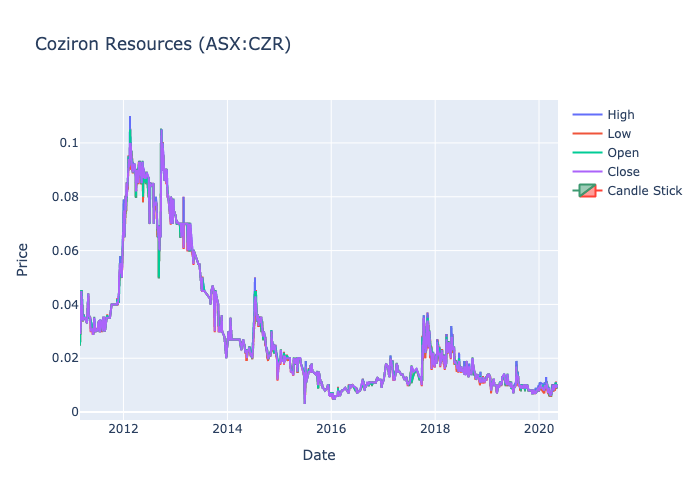 Coziron Resources (ASX:CZR)
High
Low
Open
Close
Candle Stick
Price
0.1
0.08
0.06
0.04
0.02
0
2012
2014
2016
2018
2020
Date